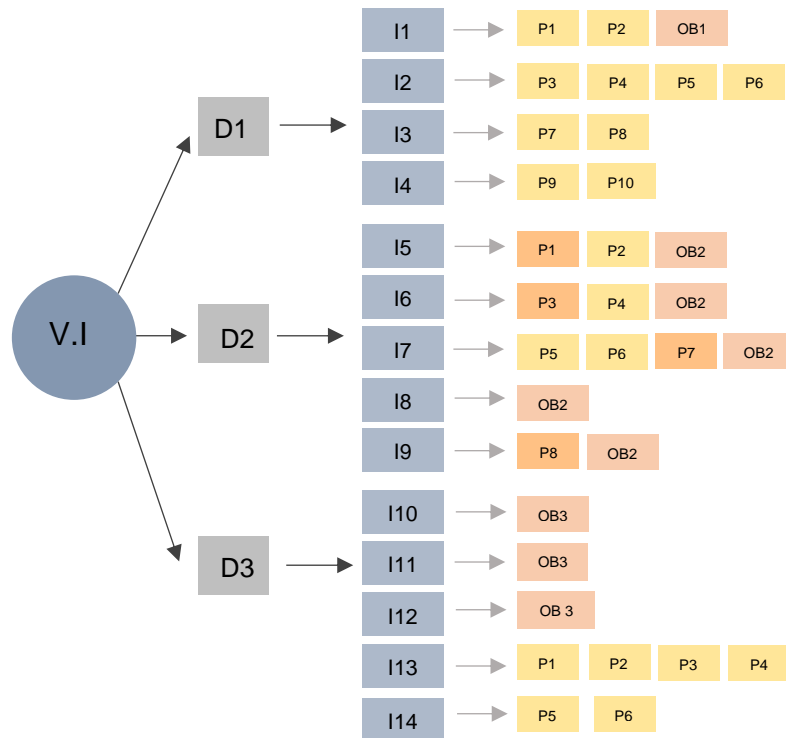 I1 P1 P2 OB1
I2 P3 P4 P5 P6
D1
I3 P7 P8
I4 P9 P10
I5 P1 P2 OB2
I6 P3 P4 OB2
V.I
D2
I7 P5 P6 P7 OB2
I8 OB2
I9 P8 OB2
I10 OB3
D3
I11 OB3
I12 OB 3
I13 P1 P2 P3 P4
I14 P5 P6